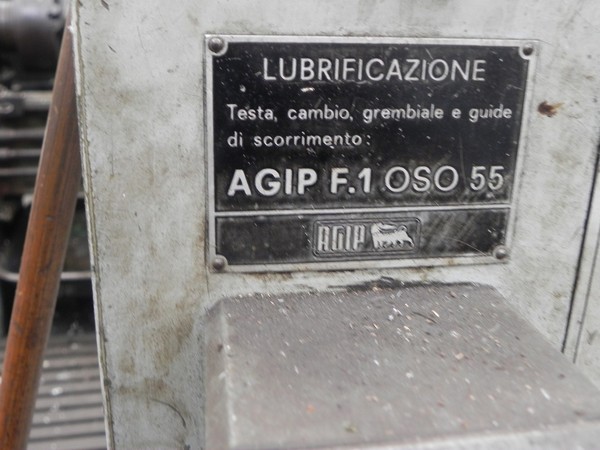 LUBRIFICAZIONE
Testa, cambio, grembiale e guide
di scorrimento:
AGIP F.1 OSO 55
AGIP